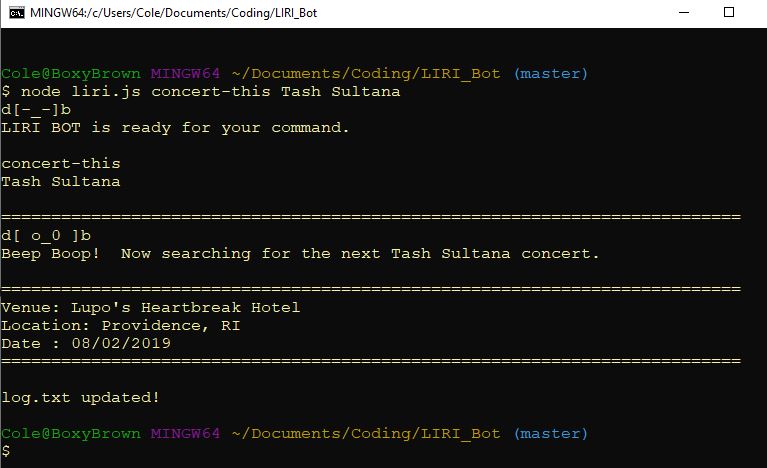 MINGW64:/c/Users/Cole/Documents/Coding/LIRI_Bot
Cole@BoxyBrown MINGW64 ~/Documents/Coding/LIRI_Bot (master)
$ node liri.js concert-this Tash Sultana
d[-_-]b
LIRI BOT is ready for your command.
concert-this
Tash Sultana
==========================================================================
d[ o_0 ]b
Beep Boop!  Now searching for the next Tash Sultana concert.
==========================================================================
Venue: Lupo's Heartbreak Hotel
Location: Providence, RI
Date : 08/02/2019
==========================================================================
log.txt updated!
Cole@BoxyBrown MINGW64 ~/Documents/Coding/LIRI_Bot (master)
$